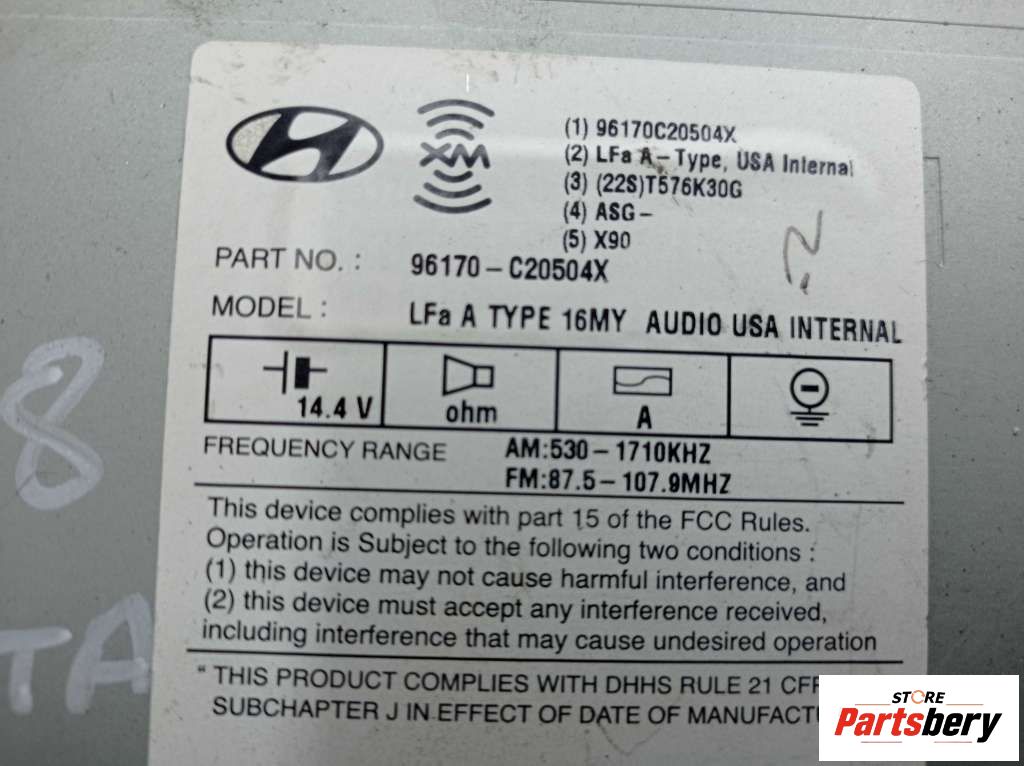 XM
(1) 96170C20504X
(2) LFa A-Type, USA Internal
(3) (22S)T576K30G
(4) ASG-
(5) X90
PART NO. : 96170-C20504X
MODEL : LFa A TYPE 16MY AUDIO USA INTERNAL
14.4 V
ohm
A
FREQUENCY RANGE AM:530-1710KHZ
FM:87.5-107.9MHZ
This device complies with part 15 of the FCC Rules.
Operation is Subject to the following two conditions :
(1) this device may not cause harmful interference, and
(2) this device must accept any interference received,
including interference that may cause undesired operation
" THIS PRODUCT COMPLIES WITH DHHS RULE 21 CFR
SUBCHAPTER J IN EFFECT OF DATE OF MANUFACTU
8
TA
STORE
Partsbery